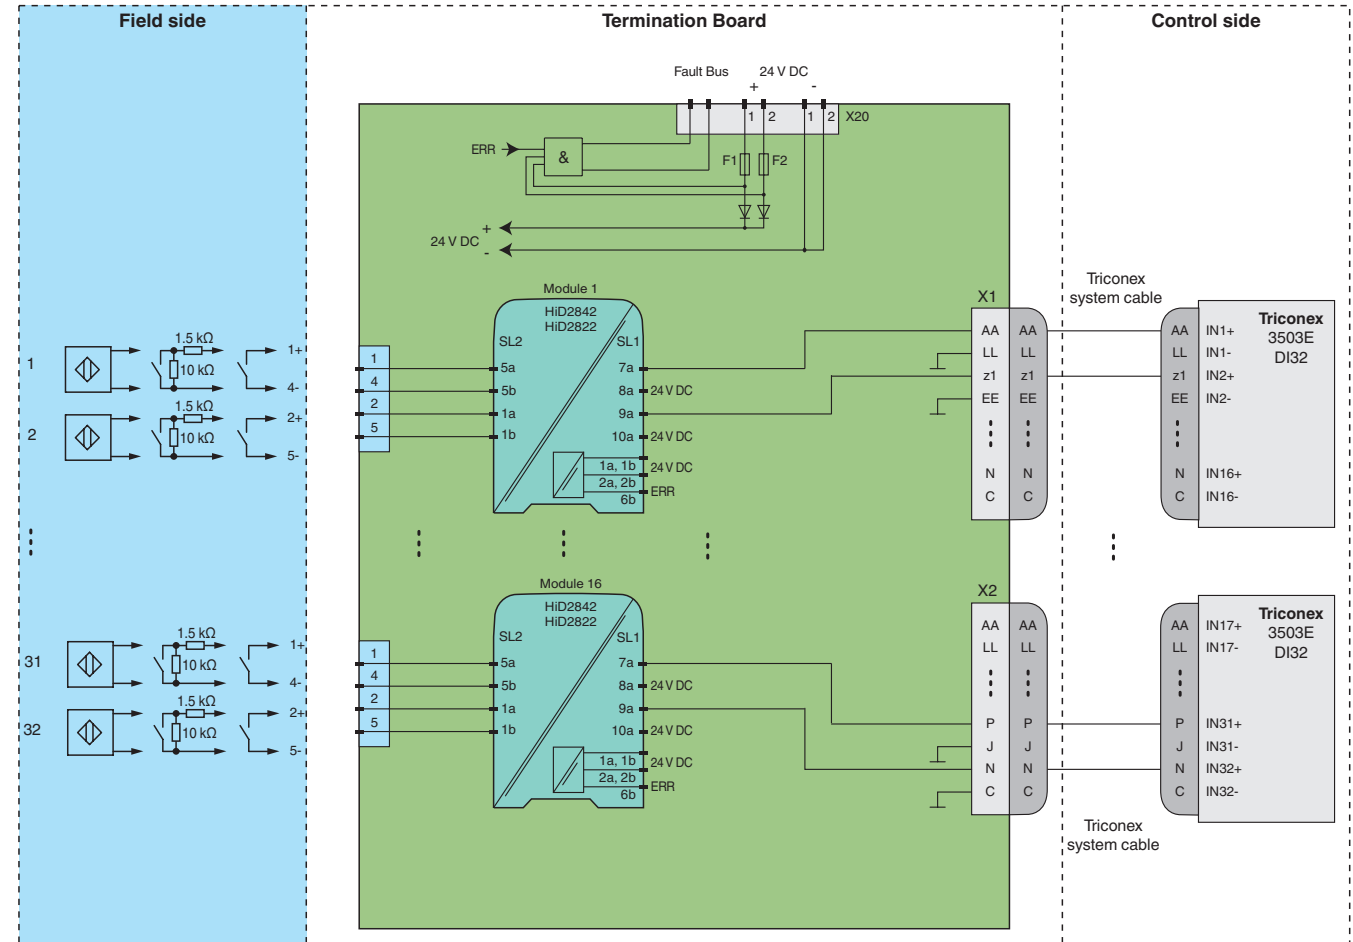 Field side
Termination Board
Control side
Fault Bus
24 V DC
+
-
1
2
1
2
X20
ERR
&
F1
F2
+
24 V DC
-
Triconex
system cable
1
1.5 kΩ
10 kΩ
1+
4-
2
1.5 kΩ
10 kΩ
2+
5-
1
4
2
5
Module 1
HiD2842
HiD2822
SL2
SL1
5a
5b
1a
1b
7a
8a
24 V DC
9a
10a
24 V DC
1a, 1b
24 V DC
2a, 2b
ERR
6b
X1
AA
LL
z1
EE
N
C
AA
LL
z1
EE
N
C
AA
LL
z1
EE
N
C
IN1+
IN1-
IN2+
IN2-
IN16+
IN16-
Triconex
3503E
DI32
31
1.5 kΩ
10 kΩ
1+
4-
32
1.5 kΩ
10 kΩ
2+
5-
1
4
2
5
Module 16
HiD2842
HiD2822
SL2
SL1
5a
5b
1a
1b
7a
8a
24 V DC
9a
10a
24 V DC
1a, 1b
24 V DC
2a, 2b
ERR
6b
X2
AA
LL
P
J
N
C
AA
LL
P
J
N
C
AA
LL
P
J
N
C
IN17+
IN17-
IN31+
IN31-
IN32+
IN32-
Triconex
3503E
DI32
Triconex
system cable